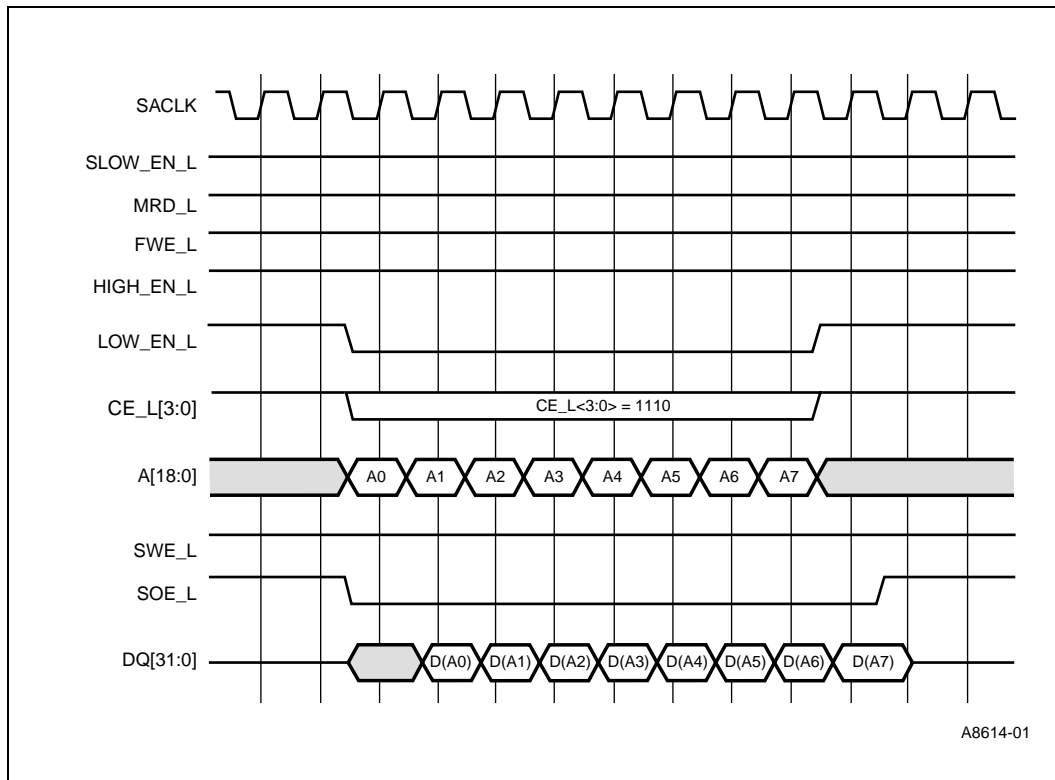 SACLK
SLOW_EN_L
MRD_L
FWE_L
HIGH_EN_L
LOW_EN_L
CE_L[3:0] CE_L<3:0> = 1110
A[18:0] A0 A1 A2 A3 A4 A5 A6 A7
SWE_L
SOE_L
DQ[31:0] D(A0) D(A1) D(A2) D(A3) D(A4) D(A5) D(A6) D(A7)
A8614-01